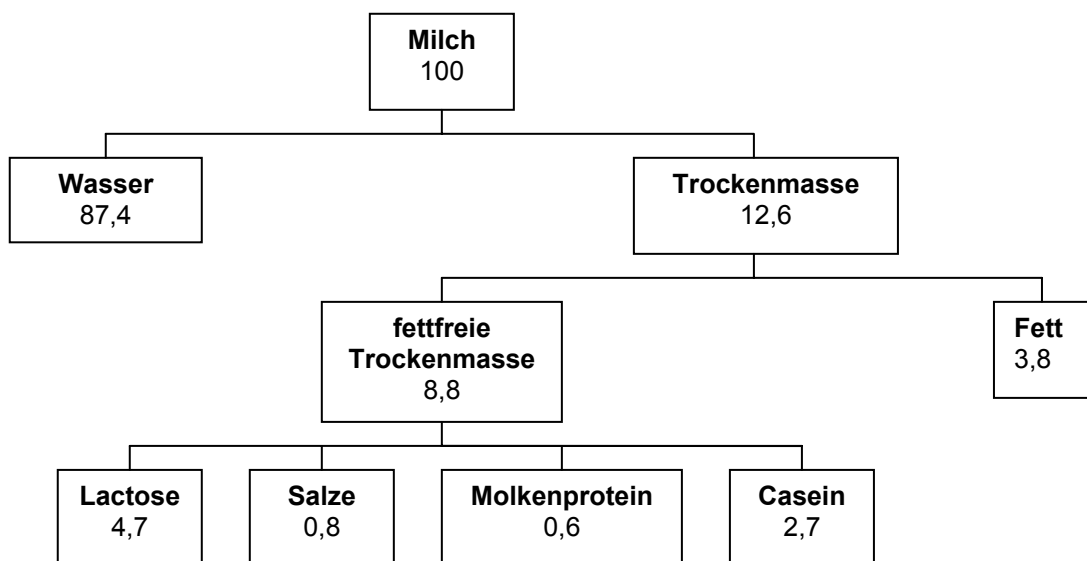 Milch
100
Wasser
87,4
Trockenmasse
12,6
fettfreie
Trockenmasse
8,8
Fett
3,8
Lactose
4,7
Salze
0,8
Molkenprotein
0,6
Casein
2,7